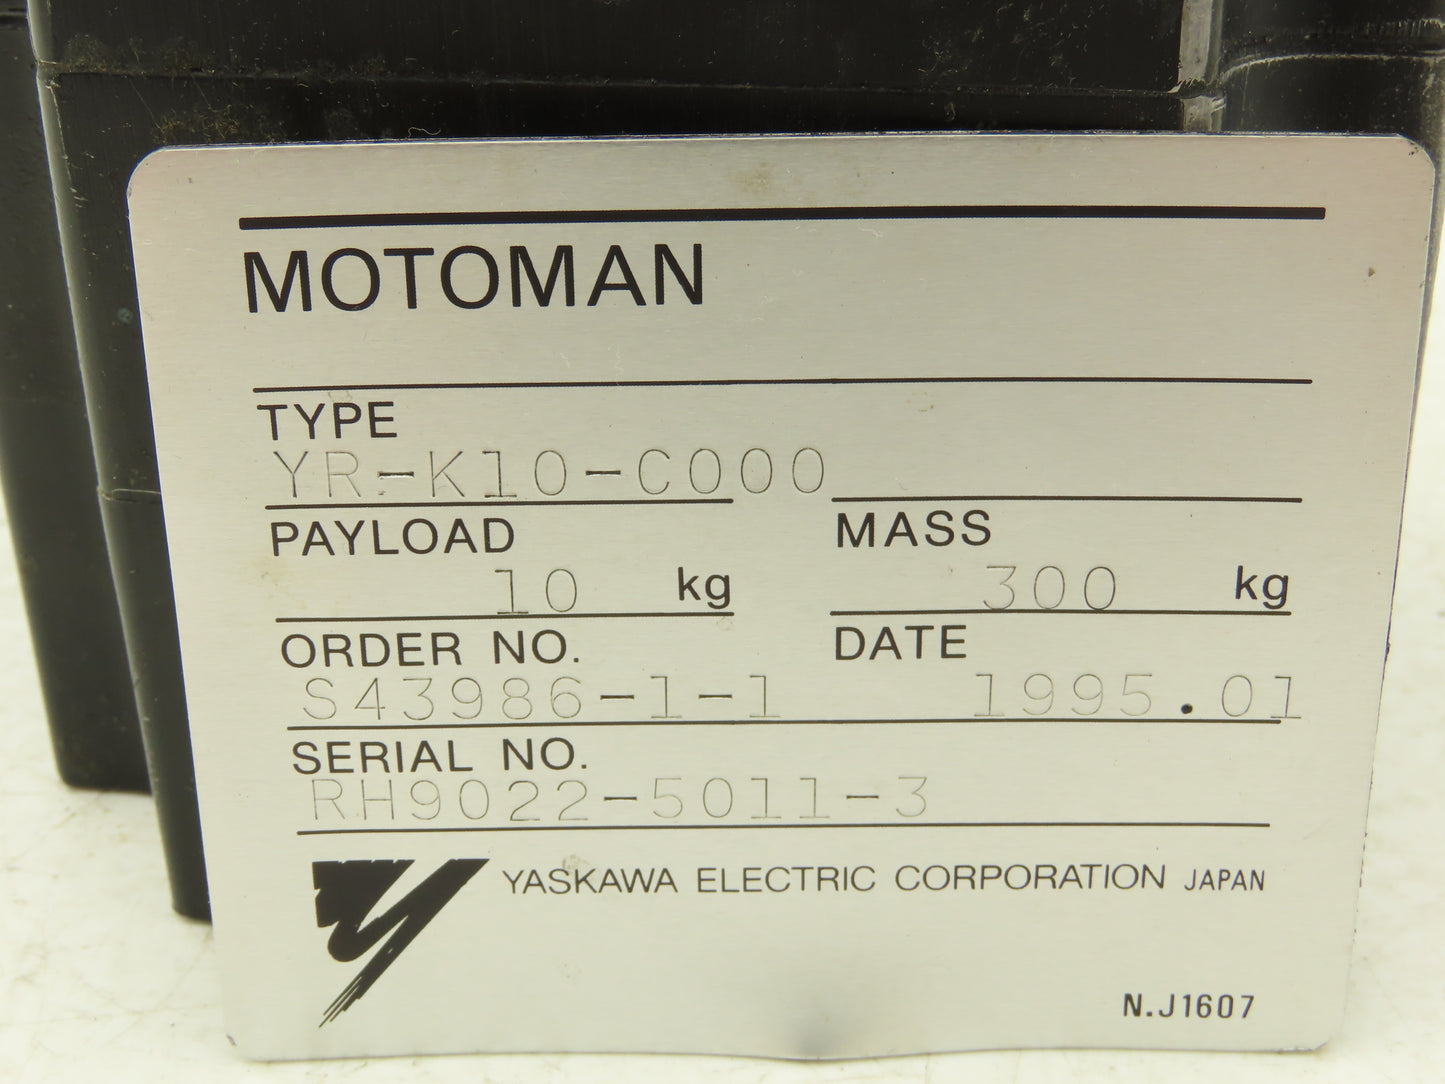 MOTOMAN
TYPE
YR-K10-C000
PAYLOAD MASS
10 kg 300 kg
ORDER NO. DATE
S43986-1-1 1995.01
SERIAL NO.
RH9022-5011-3
YASKAWA ELECTRIC CORPORATION JAPAN
N.J1607